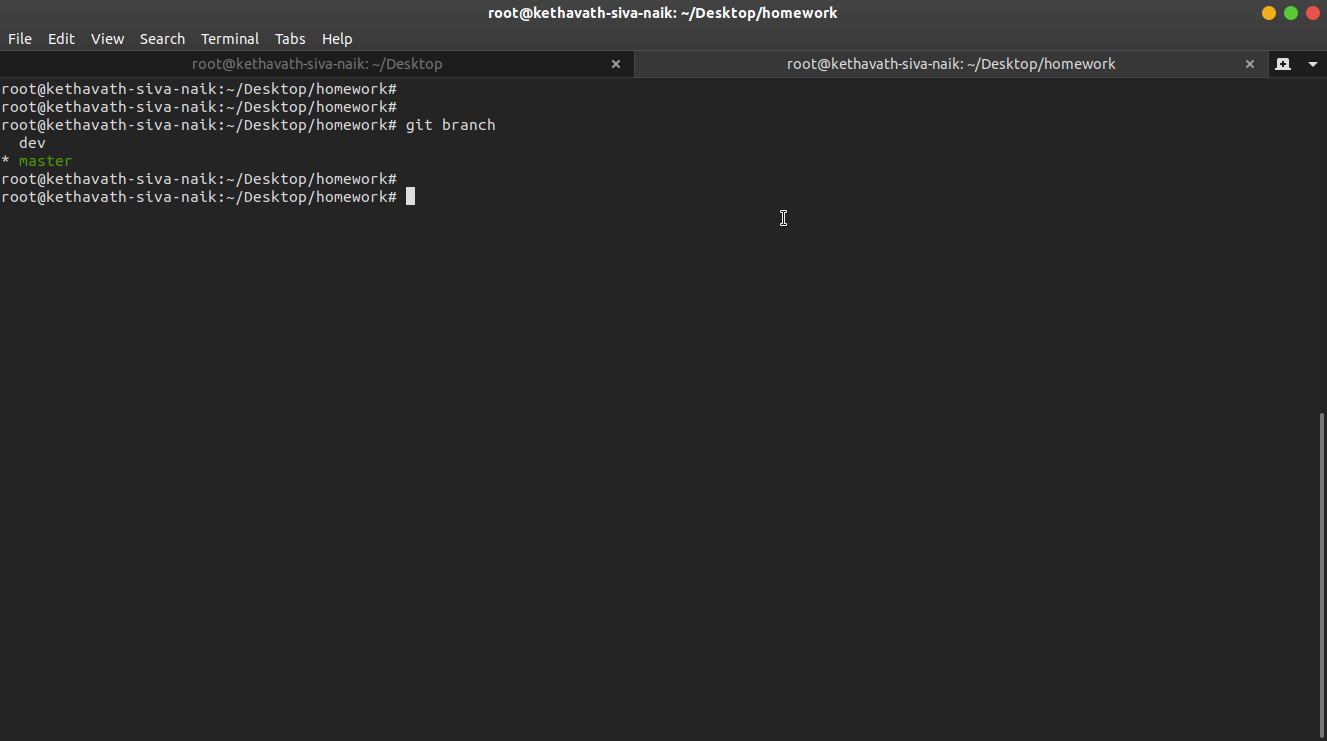 root@kethavath-siva-naik: ~/Desktop/homework
File Edit View Search Terminal Tabs Help
root@kethavath-siva-naik: ~/Desktop × root@kethavath-siva-naik: ~/Desktop/homework ×
root@kethavath-siva-naik:~/Desktop/homework#
root@kethavath-siva-naik:~/Desktop/homework#
root@kethavath-siva-naik:~/Desktop/homework# git branch
  dev
* master
root@kethavath-siva-naik:~/Desktop/homework#
root@kethavath-siva-naik:~/Desktop/homework#